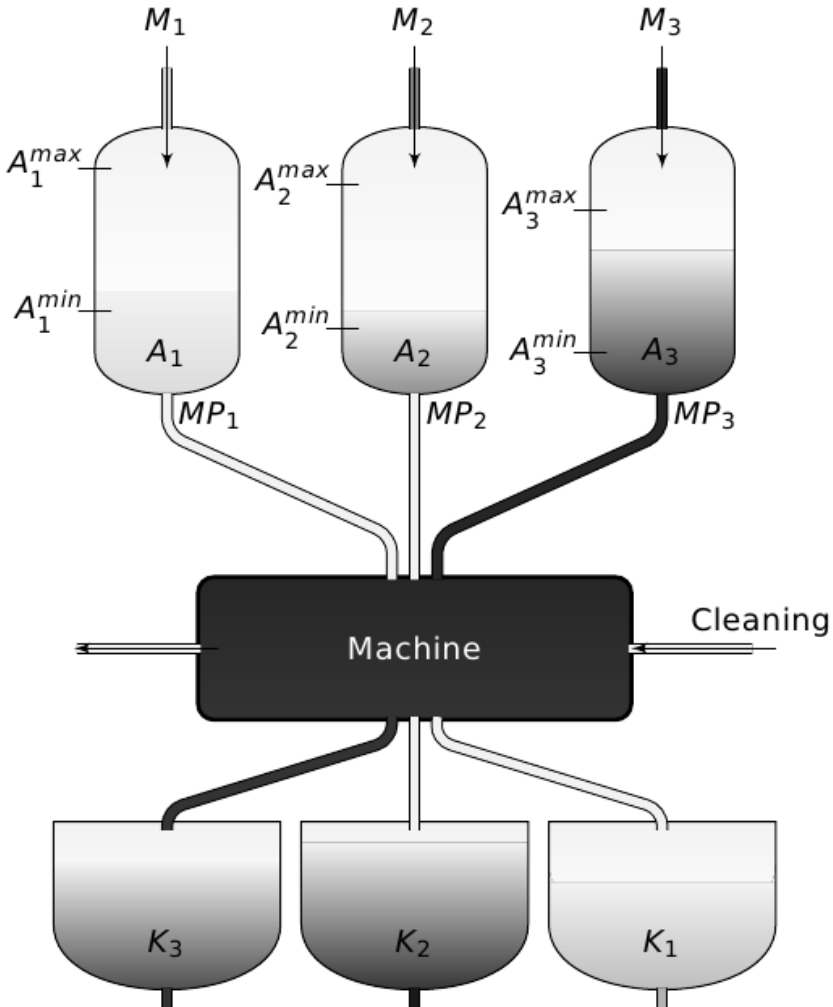 M₁ M₂ M₃
A₁ᵐᵃˣ
A₂ᵐᵃˣ
A₃ᵐᵃˣ
A₁ᵐⁱⁿ
A₂ᵐⁱⁿ
A₃ᵐⁱⁿ
A₁ A₂ A₃
MP₁ MP₂ MP₃
Cleaning
Machine
K₃ K₂ K₁